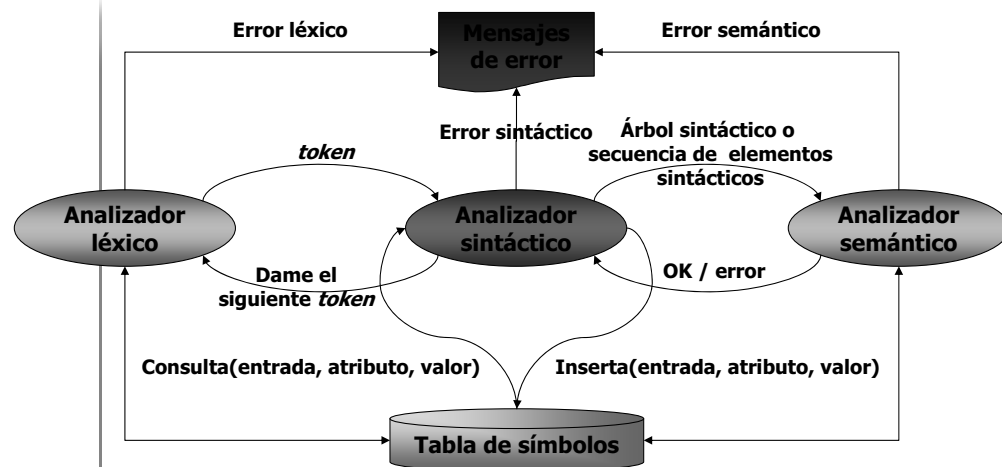 Error léxico
Mensajes
de error
Error semántico
Error sintáctico
Árbol sintáctico o
secuencia de elementos
sintácticos
token
Analizador
léxico
Analizador
sintáctico
Analizador
semántico
Dame el
siguiente token
OK / error
Consulta(entrada, atributo, valor)
Inserta(entrada, atributo, valor)
Tabla de símbolos